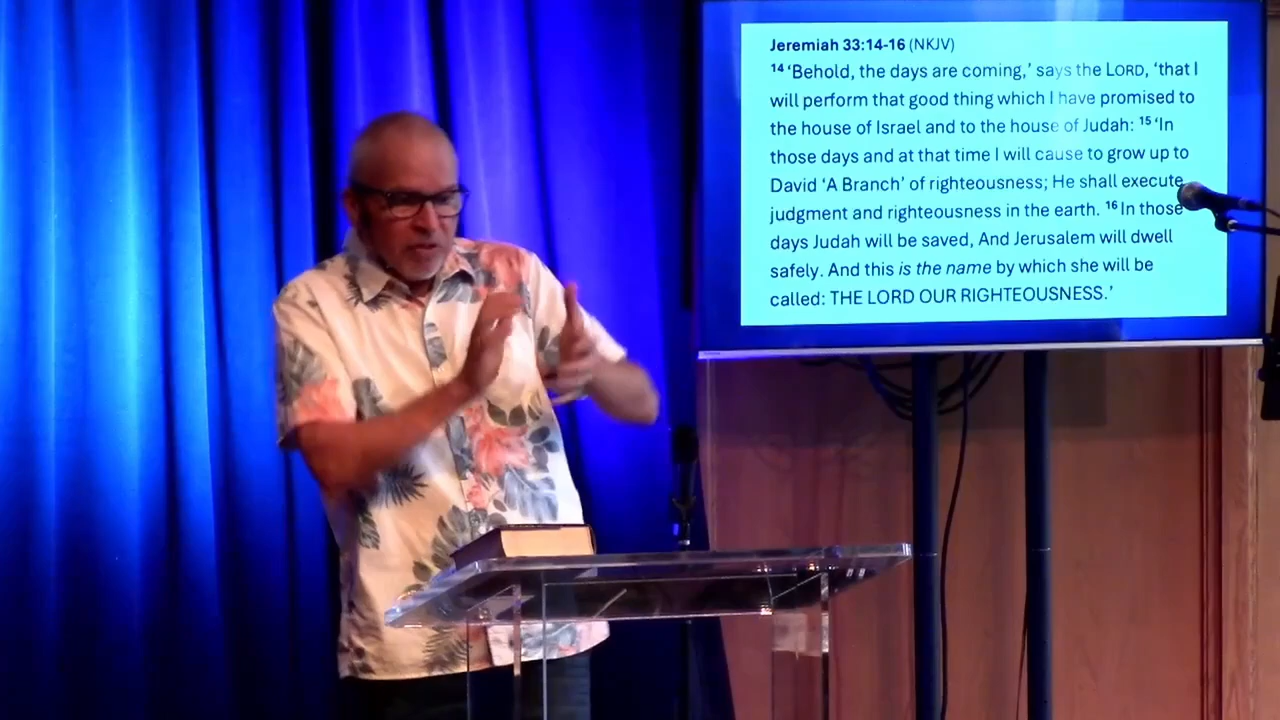 Jeremiah 33:14-16 (NKJV)
14 ‘Behold, the days are coming,’ says the LORD, ‘that I
will perform that good thing which I have promised to
the house of Israel and to the house of Judah: 15 ‘In
those days and at that time I will cause to grow up to
David ‘A Branch’ of righteousness; He shall execute
judgment and righteousness in the earth. 16 In those
days Judah will be saved, And Jerusalem will dwell
safely. And this is the name by which she will be
called: THE LORD OUR RIGHTEOUSNESS.’